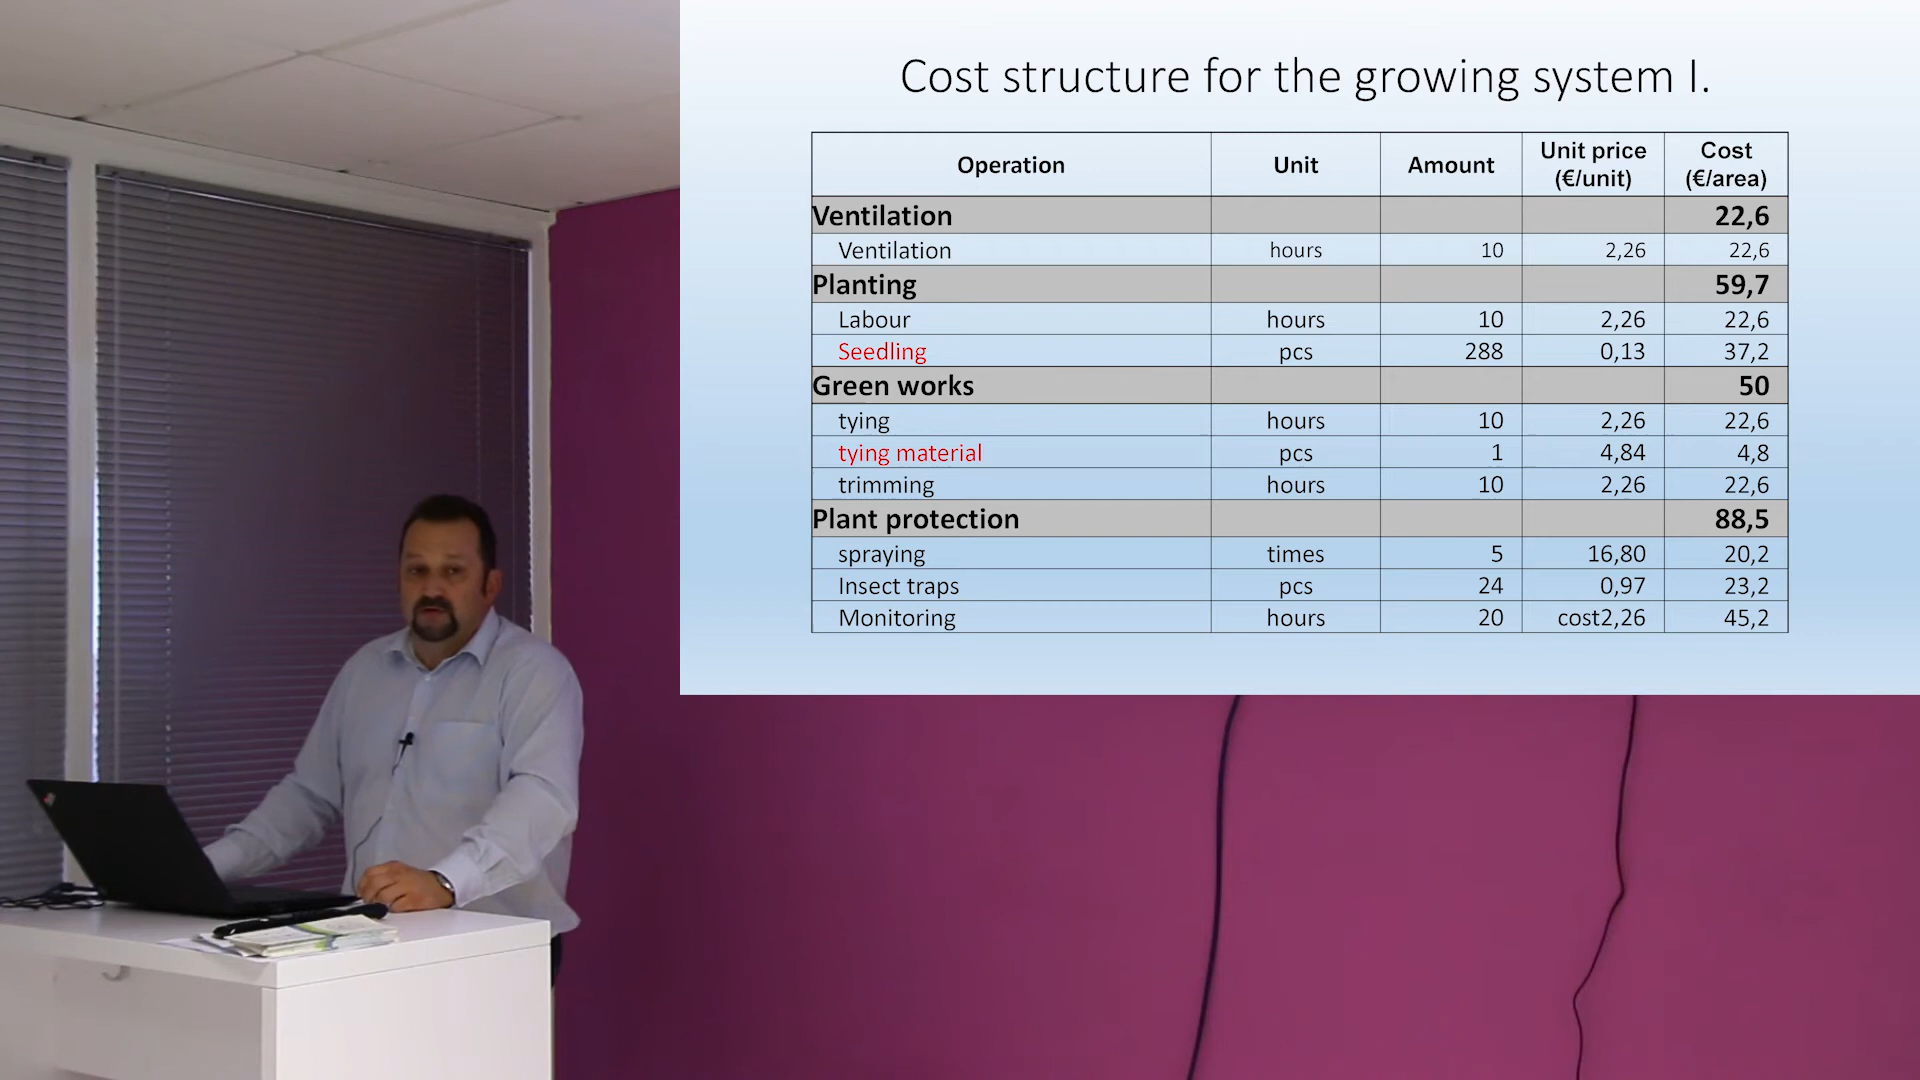 Cost structure for the growing system I.
Operation Unit Amount Unit price (€/unit) Cost (€/area)
Ventilation 22,6
Ventilation hours 10 2,26 22,6
Planting 59,7
Labour hours 10 2,26 22,6
Seedling pcs 288 0,13 37,2
Green works 50
tying hours 10 2,26 22,6
tying material pcs 1 4,84 4,8
trimming hours 10 2,26 22,6
Plant protection 88,5
spraying times 5 16,80 20,2
Insect traps pcs 24 0,97 23,2
Monitoring hours 20 cost2,26 45,2